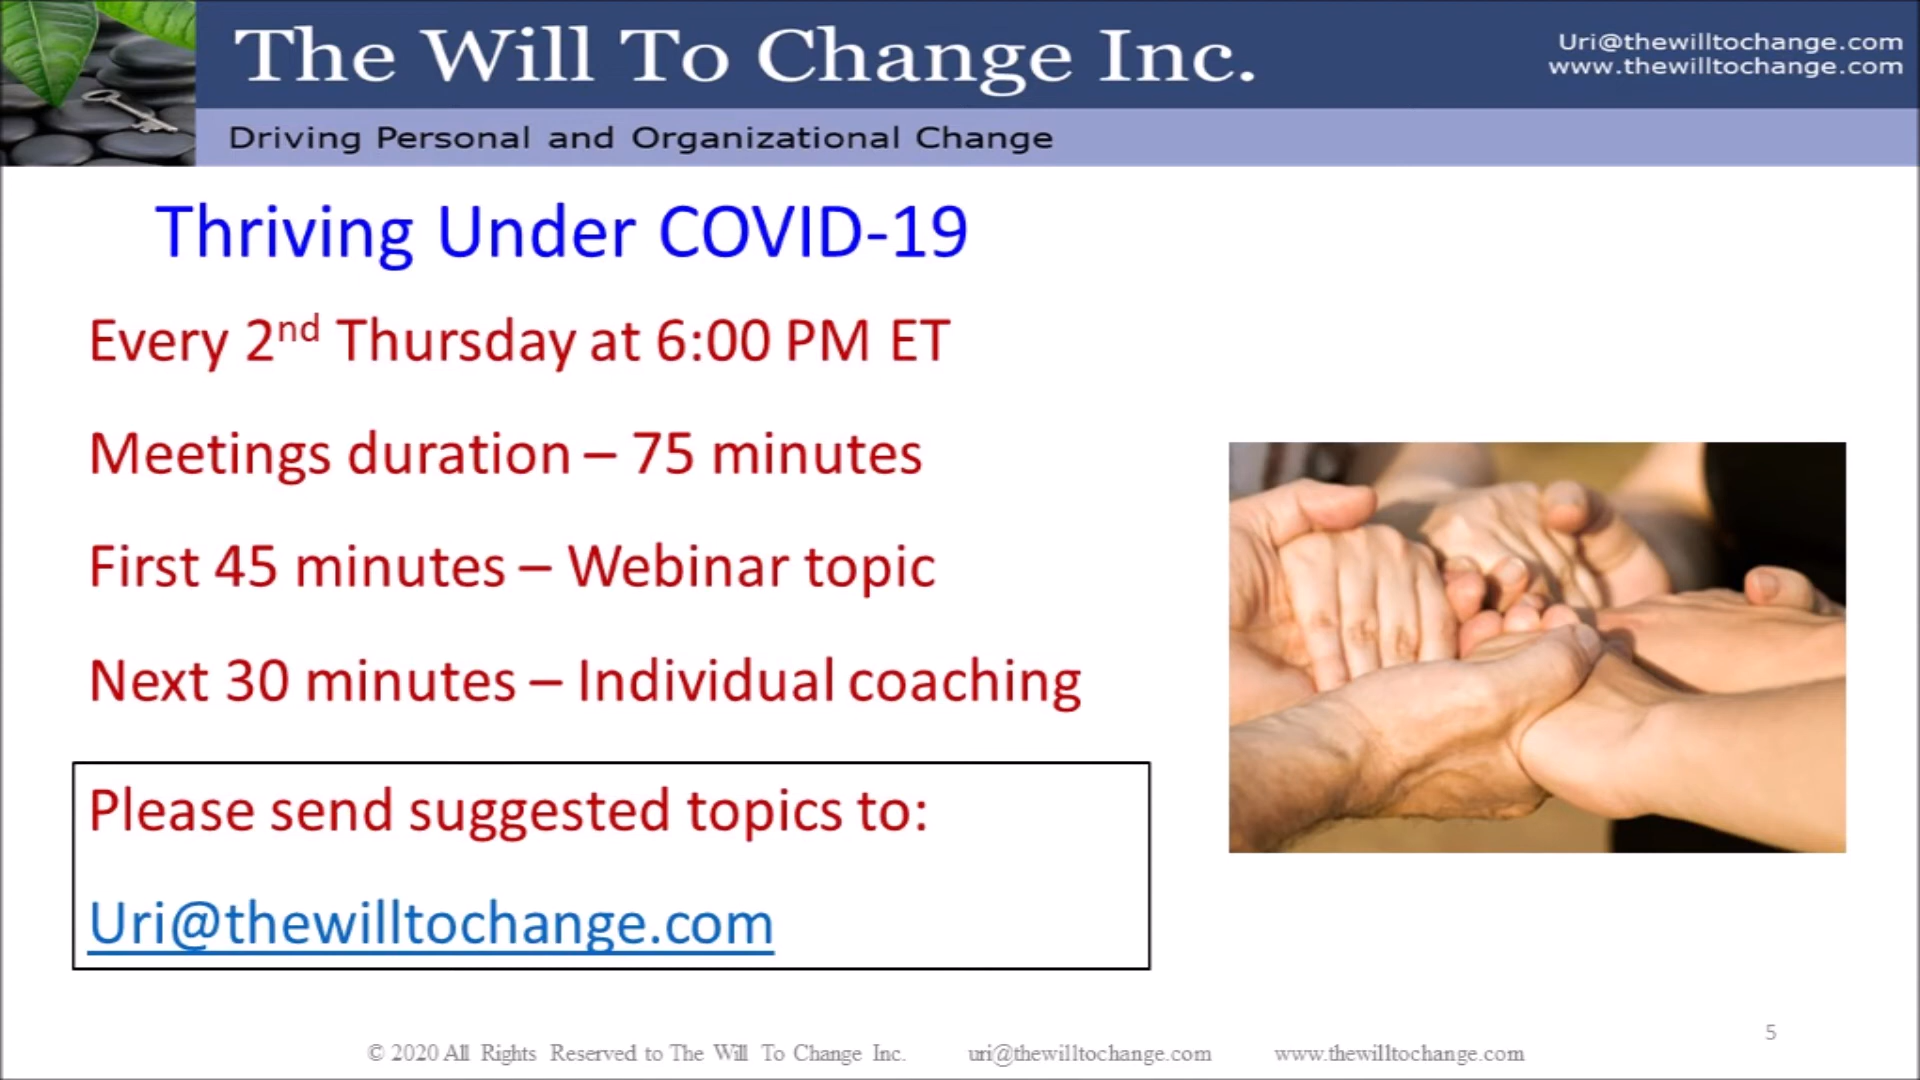 The Will To Change Inc.
Uri@thewilltochange.com
www.thewilltochange.com
Driving Personal and Organizational Change
Thriving Under COVID-19
Every 2nd Thursday at 6:00 PM ET
Meetings duration – 75 minutes
First 45 minutes – Webinar topic
Next 30 minutes – Individual coaching
Please send suggested topics to:
Uri@thewilltochange.com
5
© 2020 All Rights Reserved to The Will To Change Inc. uri@thewilltochange.com www.thewilltochange.com